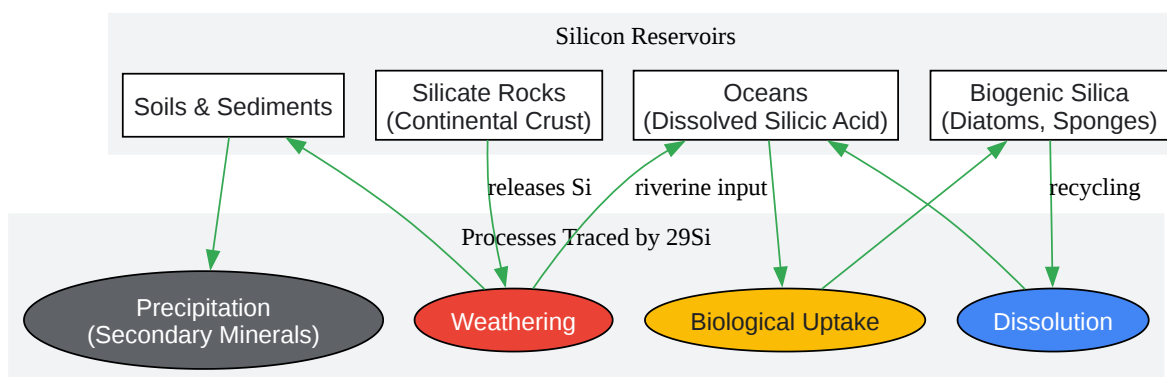 Silicon Reservoirs
Soils & Sediments
Silicate Rocks
(Continental Crust)
Oceans
(Dissolved Silicic Acid)
Biogenic Silica
(Diatoms, Sponges)
releases Si
riverine input
recycling
Processes Traced by 29Si
Precipitation
(Secondary Minerals)
Weathering
Biological Uptake
Dissolution